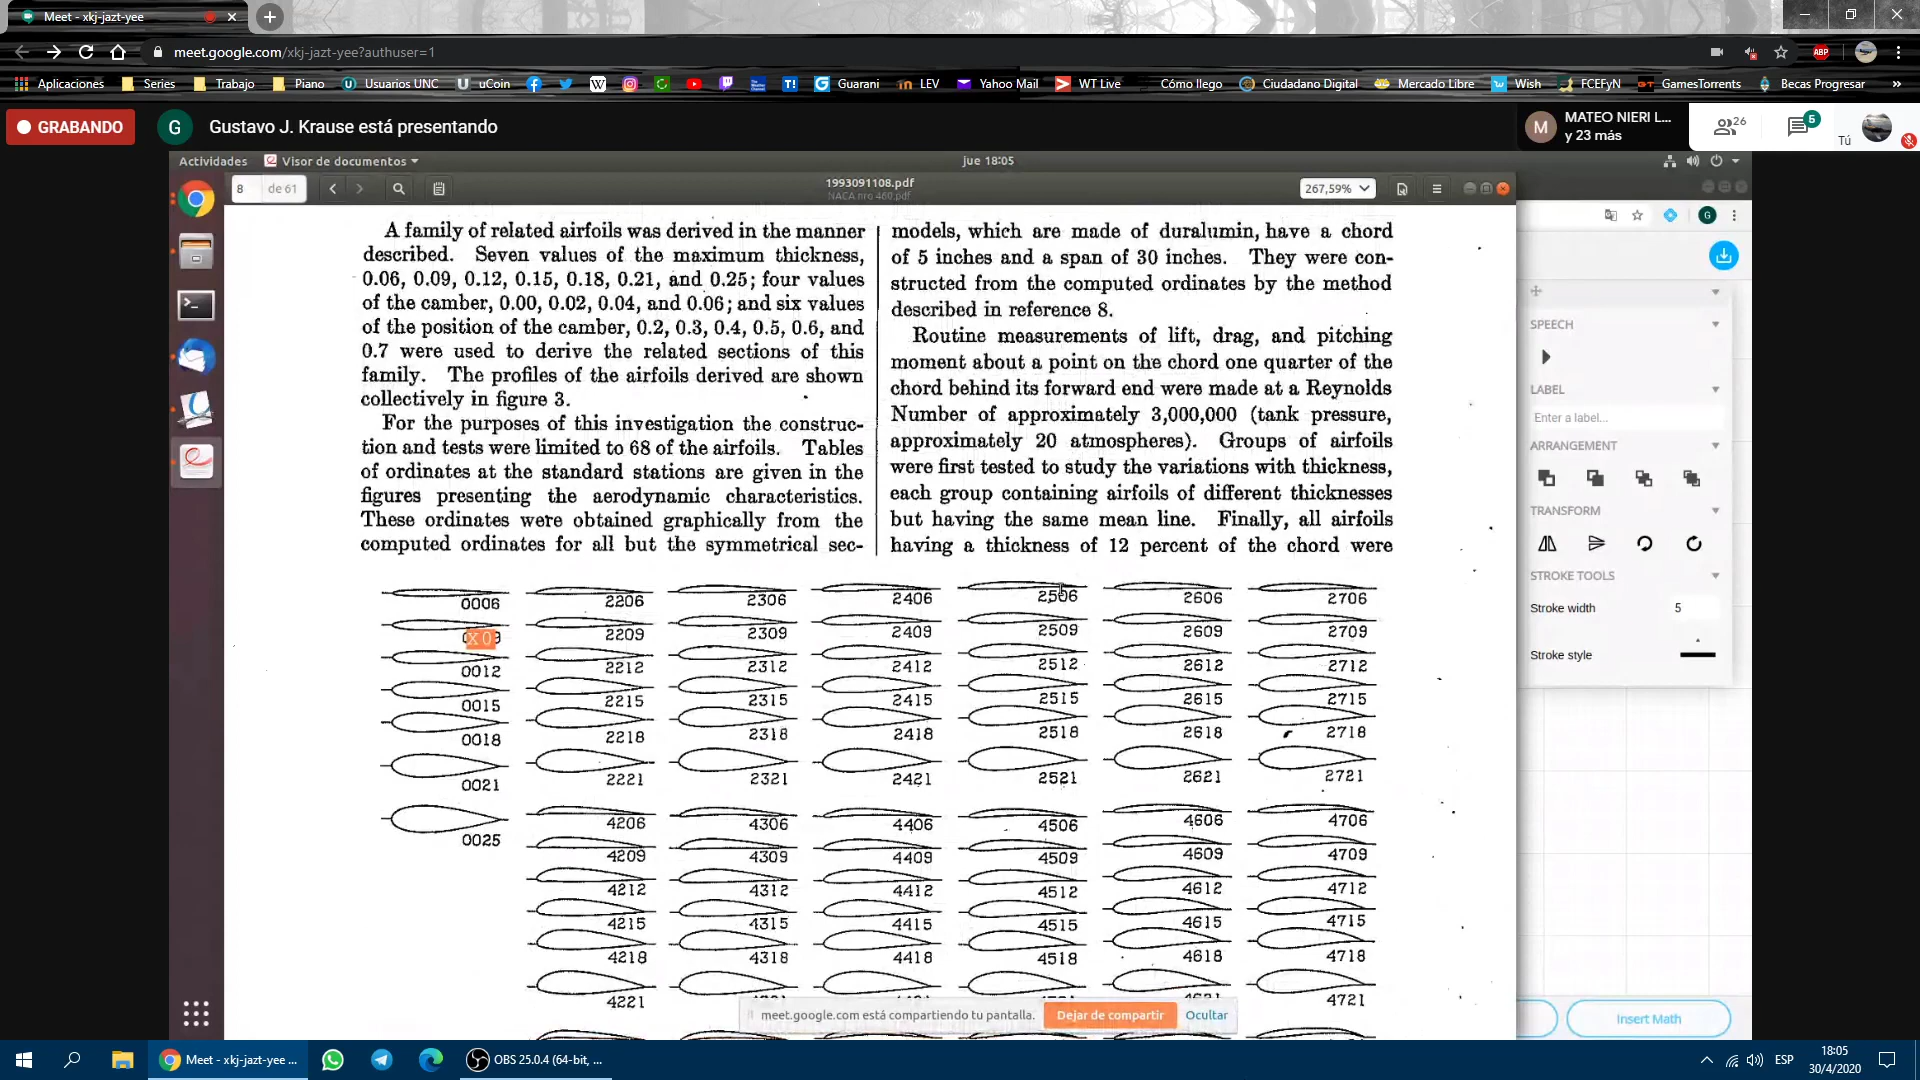 Meet - xkj-jazt-yee
meet.google.com/xkj-jazt-yee?authuser=1
ABP
Aplicaciones
Series
Trabajo
Piano
Usuarios UNC
uCoin
Guarani
LEV
Yahoo Mail
WT Live
Cómo llego
Ciudadano Digital
Mercado Libre
Wish
FCEFyN
GamesTorrents
Becas Progresar
»
GRABANDO
G
Gustavo J. Krause está presentando
M
MATEO NIERI L...
y 23 más
26
5
Tú
Actividades
Visor de documentos
jue 18:05
8
de 61
1993091108.pdf
NACA nro 460.pdf
267,59%
G
A family of related airfoils was derived in the manner
described. Seven values of the maximum thickness,
0.06, 0.09, 0.12, 0.15, 0.18, 0.21, and 0.25; four values
of the camber, 0.00, 0.02, 0.04, and 0.06; and six values
of the position of the camber, 0.2, 0.3, 0.4, 0.5, 0.6, and
0.7 were used to derive the related sections of this
family. The profiles of the airfoils derived are shown
collectively in figure 3.
For the purposes of this investigation the construc-
tion and tests were limited to 68 of the airfoils. Tables
of ordinates at the standard stations are given in the
figures presenting the aerodynamic characteristics.
These ordinates were obtained graphically from the
computed ordinates for all but the symmetrical sec-
models, which are made of duralumin, have a chord
of 5 inches and a span of 30 inches. They were con-
structed from the computed ordinates by the method
described in reference 8.
Routine measurements of lift, drag, and pitching
moment about a point on the chord one quarter of the
chord behind its forward end were made at a Reynolds
Number of approximately 3,000,000 (tank pressure,
approximately 20 atmospheres). Groups of airfoils
were first tested to study the variations with thickness,
each group containing airfoils of different thicknesses
but having the same mean line. Finally, all airfoils
having a thickness of 12 percent of the chord were
0006 2206 2306 2406 2506 2606 2706
X 0 2209 2309 2409 2509 2609 2709
0012 2212 2312 2412 2512 2612 2712
0015 2215 2315 2415 2515 2615 2715
0018 2218 2318 2418 2518 2618 2718
0021 2221 2321 2421 2521 2621 2721
0025 4206 4306 4406 4506 4606 4706
4209 4309 4409 4509 4609 4709
4212 4312 4412 4512 4612 4712
4215 4315 4415 4515 4615 4715
4218 4318 4418 4518 4618 4718
4221 4721
SPEECH
LABEL
Enter a label...
ARRANGEMENT
TRANSFORM
STROKE TOOLS
Stroke width
5
Stroke style
Insert Math
meet.google.com está compartiendo tu pantalla.
Dejar de compartir
Ocultar
Meet - xkj-jazt-yee ...
OBS 25.0.4 (64-bit, ...
ESP
18:05
30/4/2020